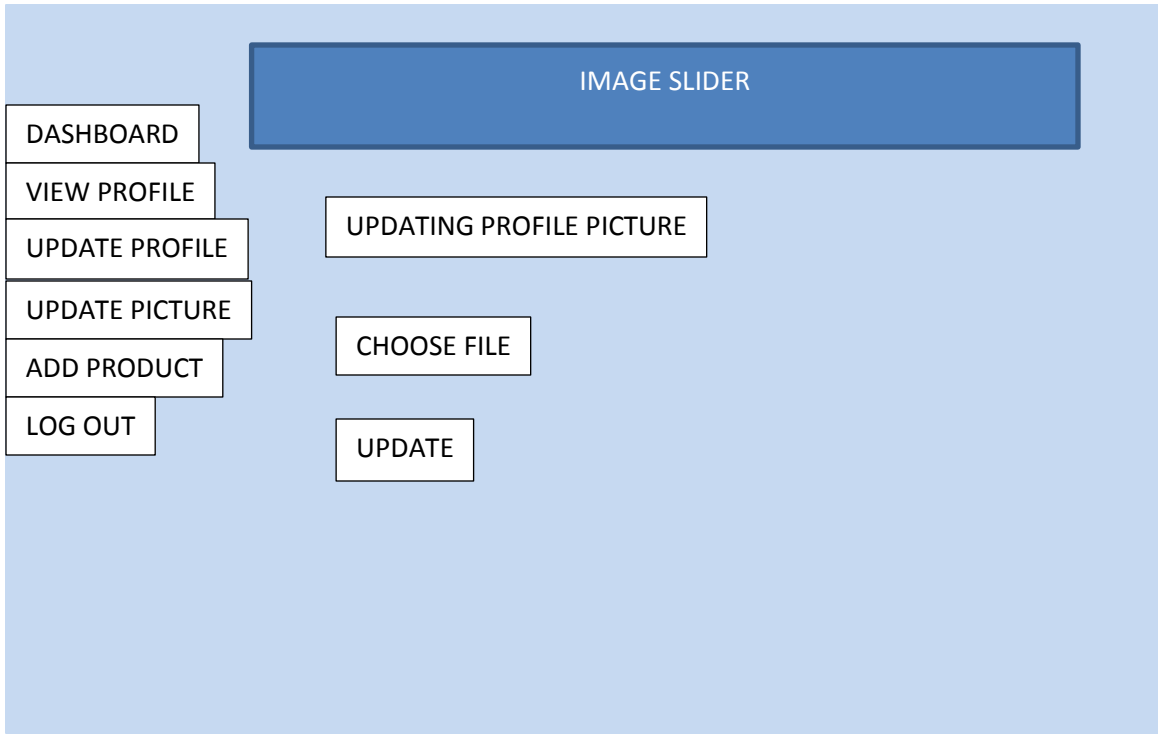 IMAGE SLIDER
DASHBOARD
VIEW PROFILE
UPDATE PROFILE
UPDATE PICTURE
ADD PRODUCT
LOG OUT
UPDATING PROFILE PICTURE
CHOOSE FILE
UPDATE